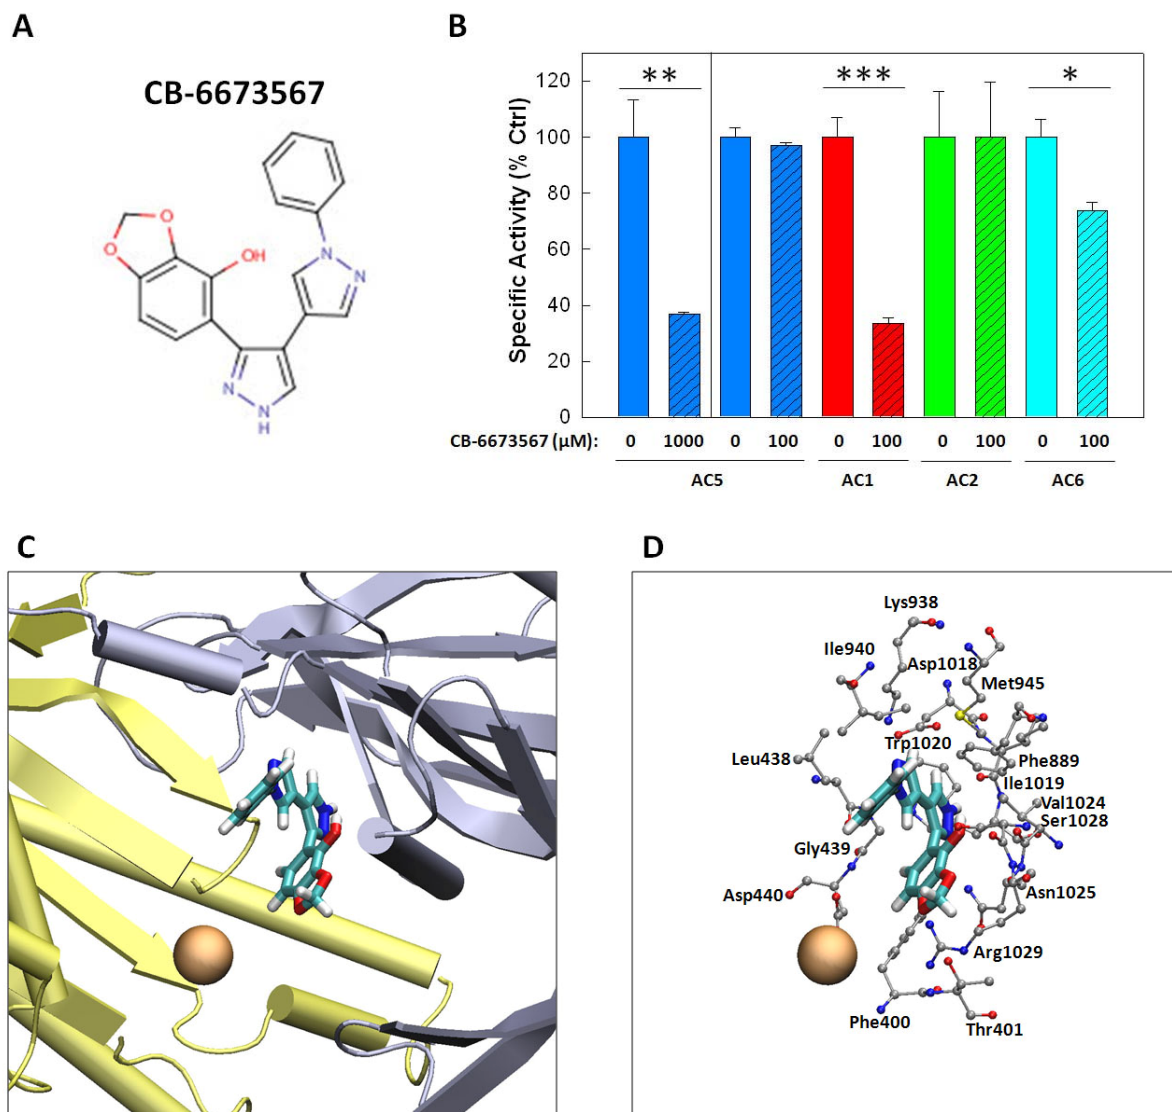 A
B
CB-6673567
O
O
OH
N
N
N
N
H
Specific Activity (% Ctrl)
120
100
80
60
40
20
0
** *** *
CB-6673567 (μM): 0 1000 0 100 0 100 0 100 0 100
AC5 AC1 AC2 AC6
C
D
Lys938
Ile940
Asp1018
Met945
Trp1020
Leu438
Phe889
Ile1019
Val1024
Ser1028
Gly439
Asp440
Asn1025
Arg1029
Phe400
Thr401